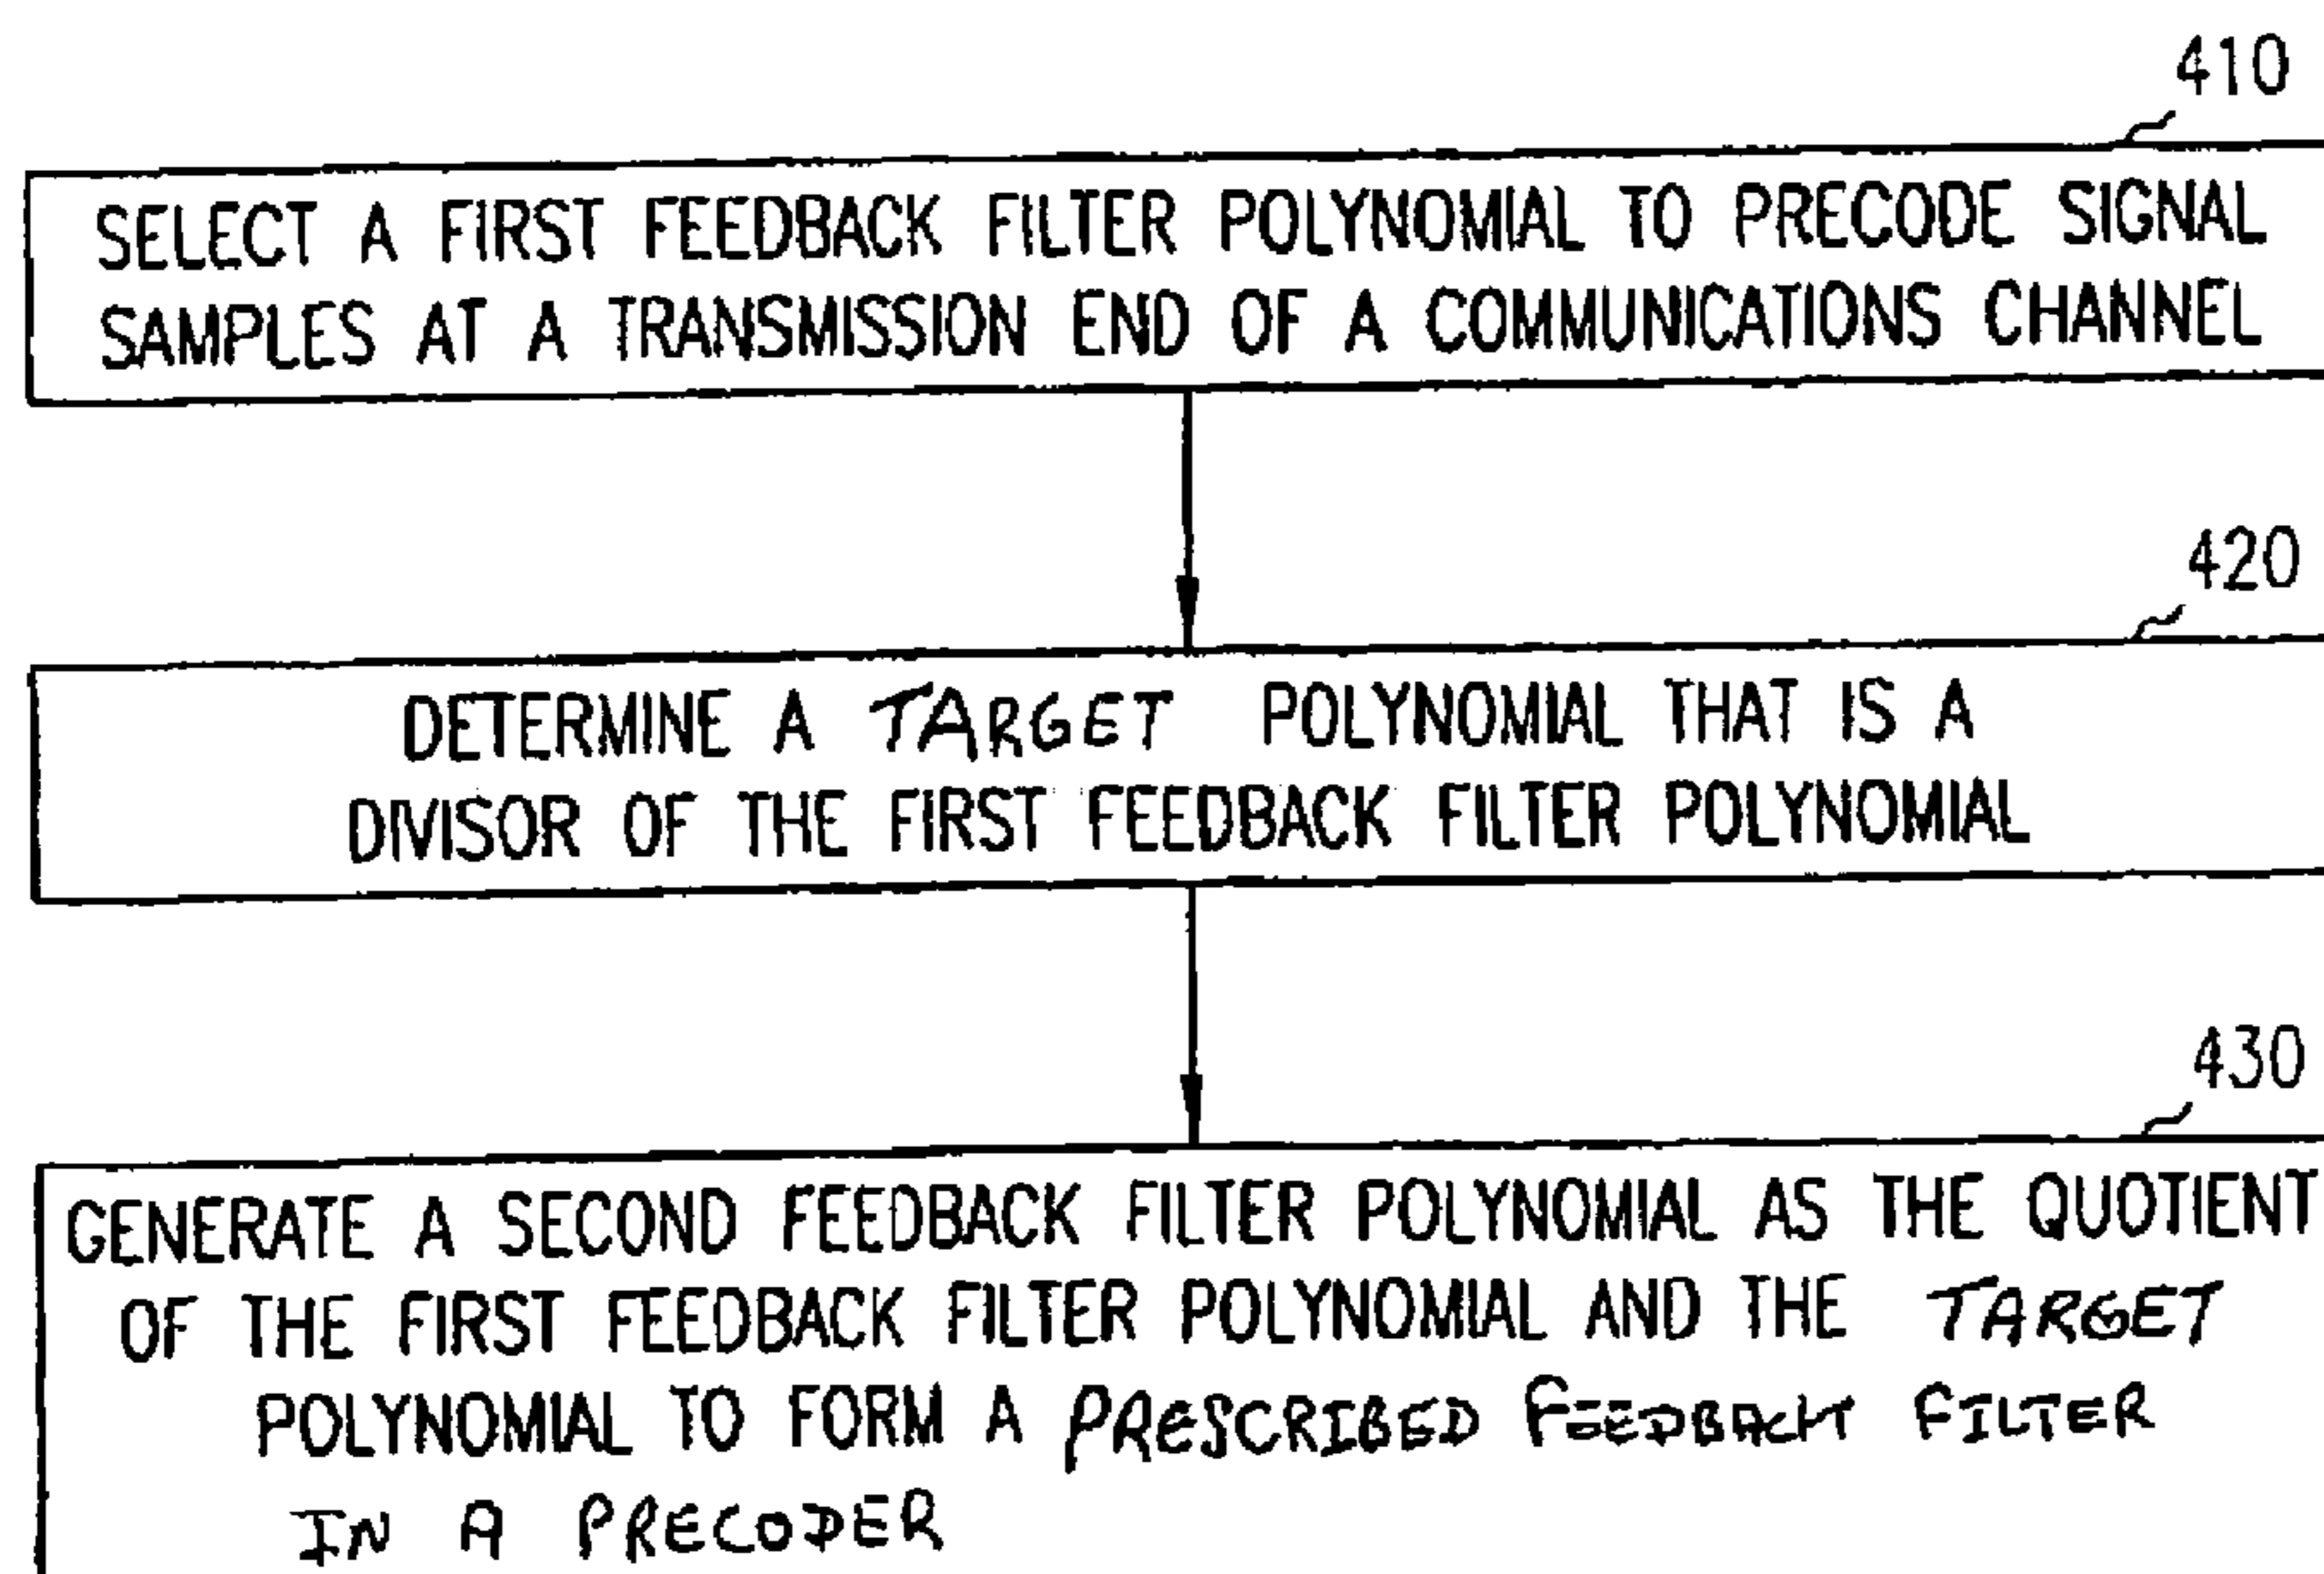 410
SELECT A FIRST FEEDBACK FILTER POLYNOMIAL TO PRECODE SIGNAL
SAMPLES AT A TRANSMISSION END OF A COMMUNICATIONS CHANNEL
420
DETERMINE A TARGET POLYNOMIAL THAT IS A
DIVISOR OF THE FIRST FEEDBACK FILTER POLYNOMIAL
430
GENERATE A SECOND FEEDBACK FILTER POLYNOMIAL AS THE QUOTIENT
OF THE FIRST FEEDBACK FILTER POLYNOMIAL AND THE TARGET
POLYNOMIAL TO FORM A PRESCRIBED FEEDBACK FILTER
IN A PRECODER